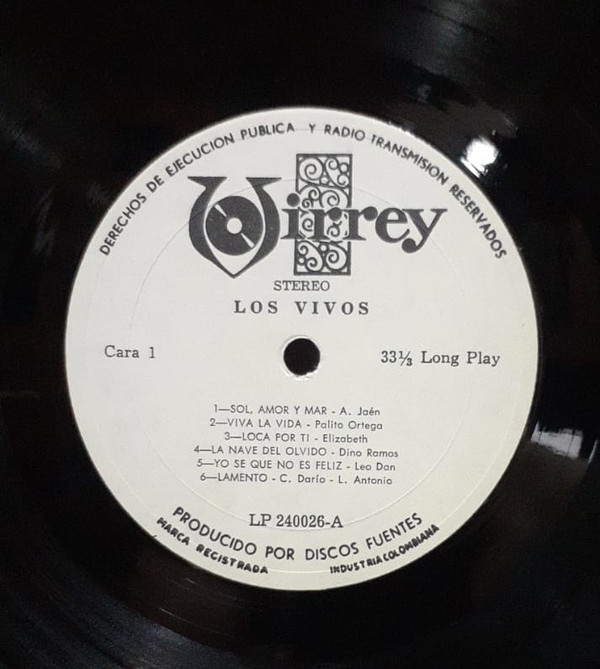 DERECHOS DE EJECUCION PUBLICA Y RADIO TRANSMISION RESERVADOS
Virrey
STEREO
LOS VIVOS
Cara 1
33⅓ Long Play
1—SOL, AMOR Y MAR - A. Jaén
2—VIVA LA VIDA - Palito Ortega
3—LOCA POR TI - Elizabeth
4—LA NAVE DEL OLVIDO - Dino Ramos
5—YO SE QUE NO ES FELIZ - Leo Dan
6—LAMENTO - C. Darío - L. Antonio
LP 240026-A
PRODUCIDO POR DISCOS FUENTES
MARCA REGISTRADA
INDUSTRIA COLOMBIANA